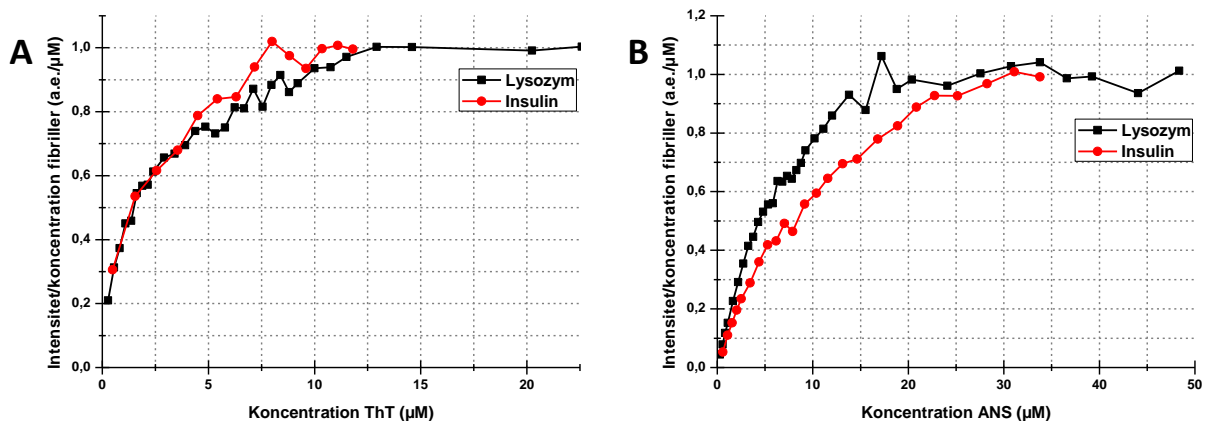 A
Intensitet/koncentration fibriller (a.e./µM)
1,0
0,8
0,6
0,4
0,2
0,0
Lysozym
Insulin
0 5 10 15 20
Koncentration ThT (µM)
B
Intensitet/koncentration fibriller (a.e./µM)
1,2
1,0
0,8
0,6
0,4
0,2
0,0
Lysozym
Insulin
0 10 20 30 40 50
Koncentration ANS (µM)